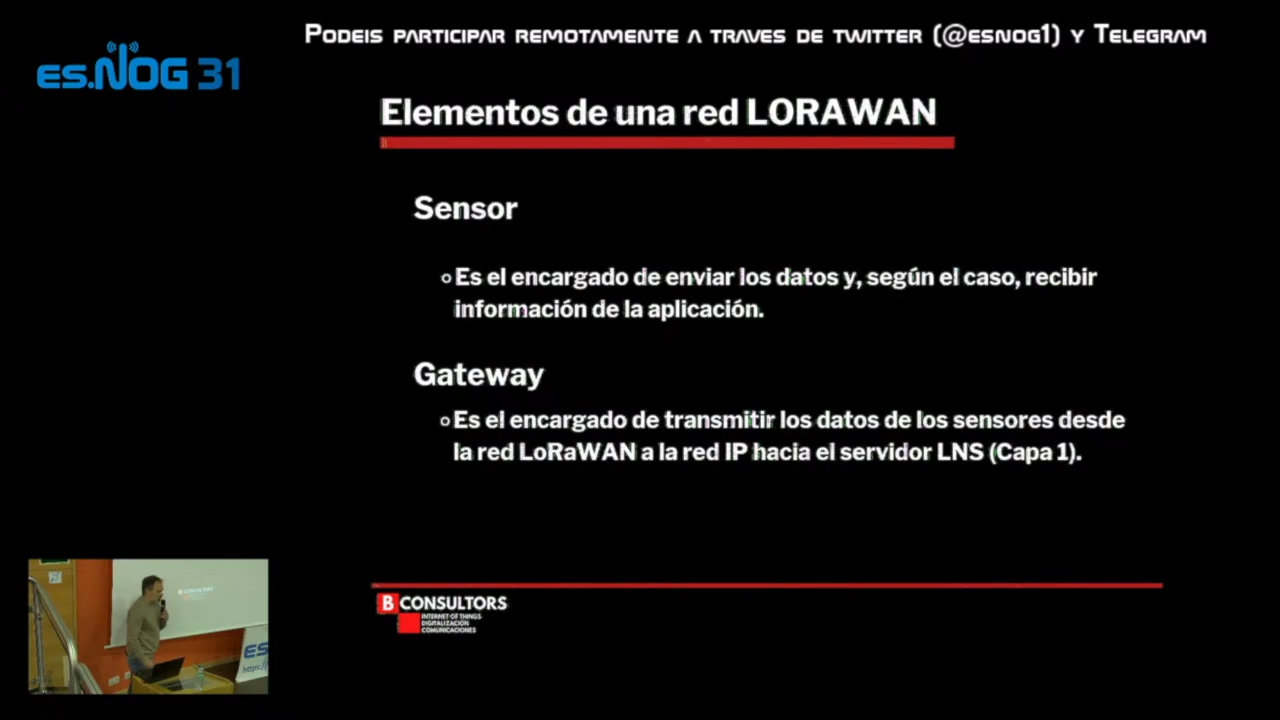 PODEIS PARTICIPAR REMOTAMENTE A TRAVES DE TWITTER (@ESNOG1) Y TELEGRAM
es.NOG 31
Elementos de una red LORAWAN
Sensor
Es el encargado de enviar los datos y, según el caso, recibir
información de la aplicación.
Gateway
Es el encargado de transmitir los datos de los sensores desde
la red LoRaWAN a la red IP hacia el servidor LNS (Capa 1).
B CONSULTORS
INTERNET OF THINGS
DIGITALIZACIÓN
COMUNICACIONES
ES